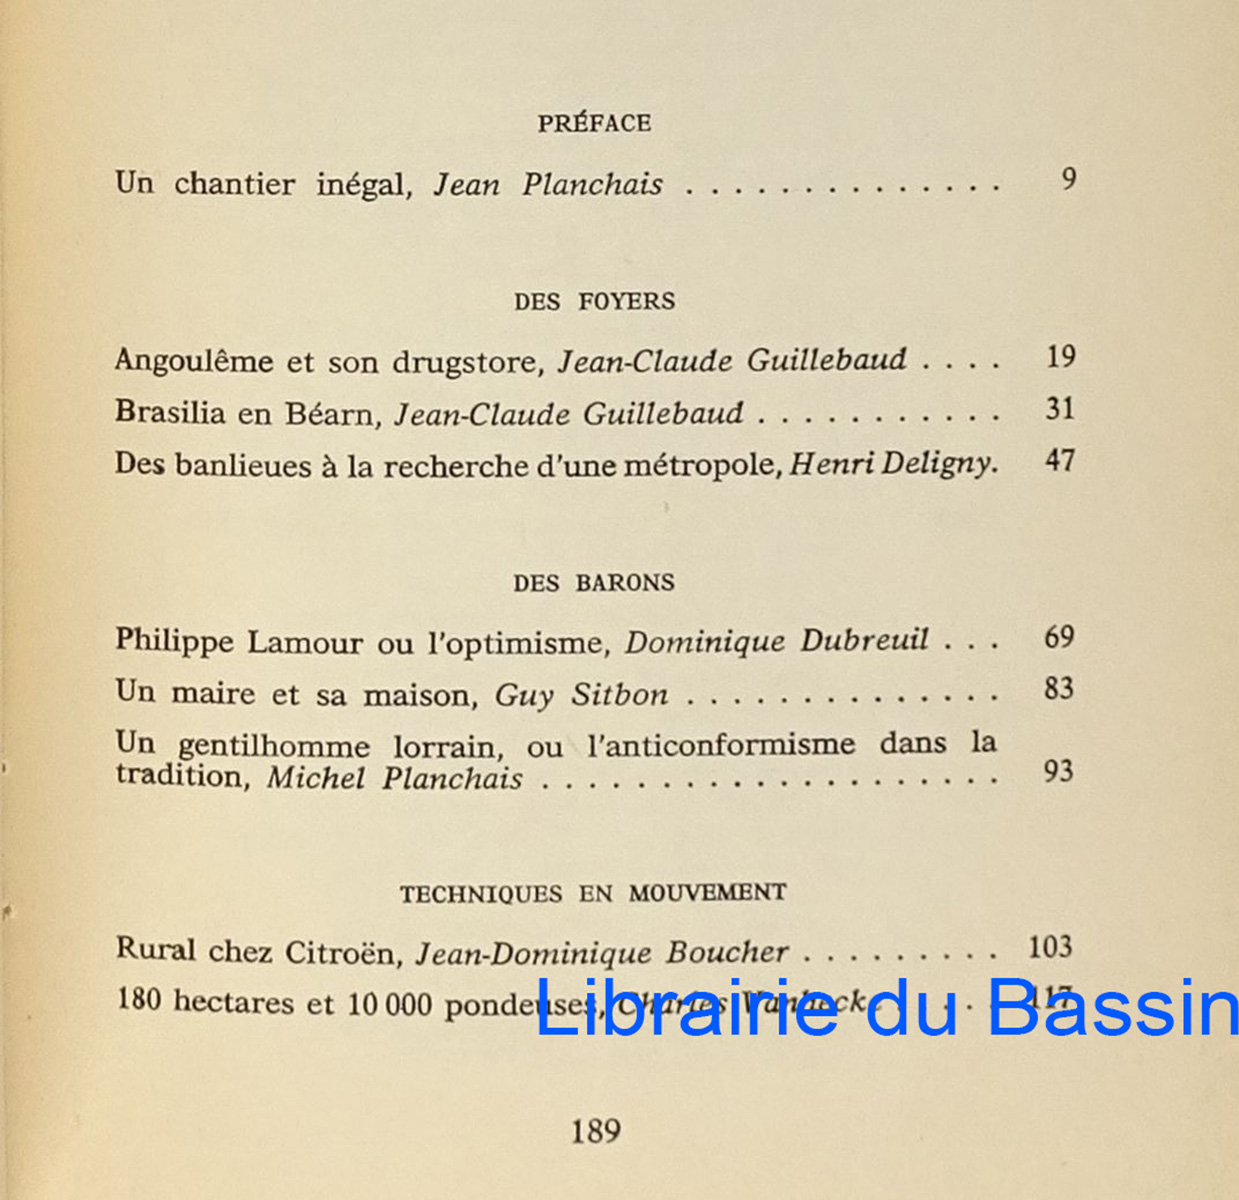 PRÉFACE
Un chantier inégal, Jean Planchais . . . . . . . . . . . . . . 9
DES FOYERS
Angoulême et son drugstore, Jean-Claude Guillebaud . . . . 19
Brasilia en Béarn, Jean-Claude Guillebaud . . . . . . . . . . . 31
Des banlieues à la recherche d'une métropole, Henri Deligny. 47
DES BARONS
Philippe Lamour ou l'optimisme, Dominique Dubreuil . . . 69
Un maire et sa maison, Guy Sitbon . . . . . . . . . . . . . . 83
Un gentilhomme lorrain, ou l'anticonformisme dans la
tradition, Michel Planchais . . . . . . . . . . . . . . . . . . . . 93
TECHNIQUES EN MOUVEMENT
Rural chez Citroën, Jean-Dominique Boucher . . . . . . . . . 103
180 hectares et 10 000 pondeuses, Charles . . . 117
Librairie du Bassin
189